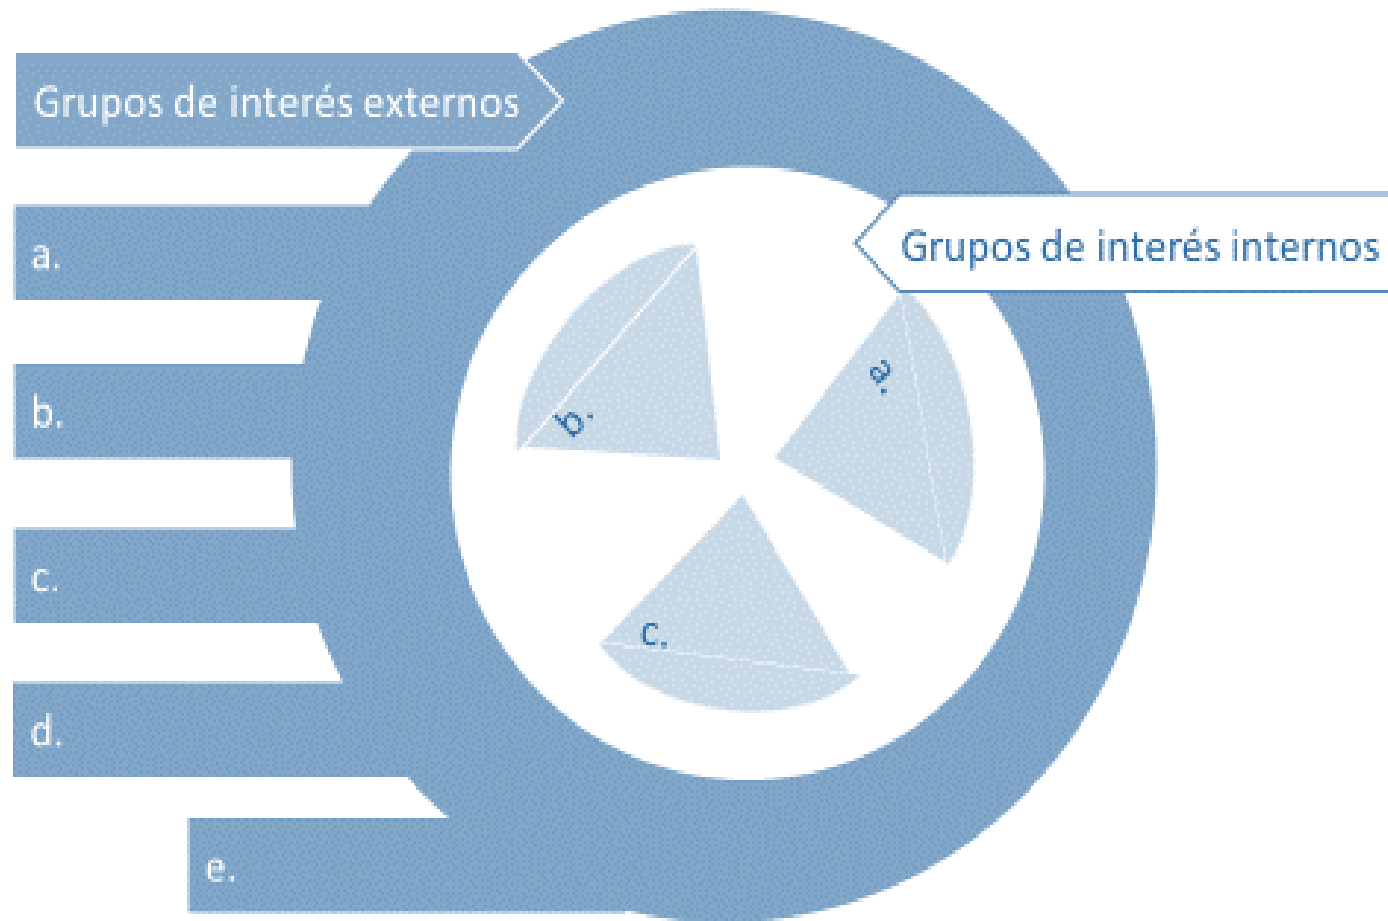 Grupos de interés externos
a.
Grupos de interés internos
b.
c.
d.
e.
a.
b.
c.